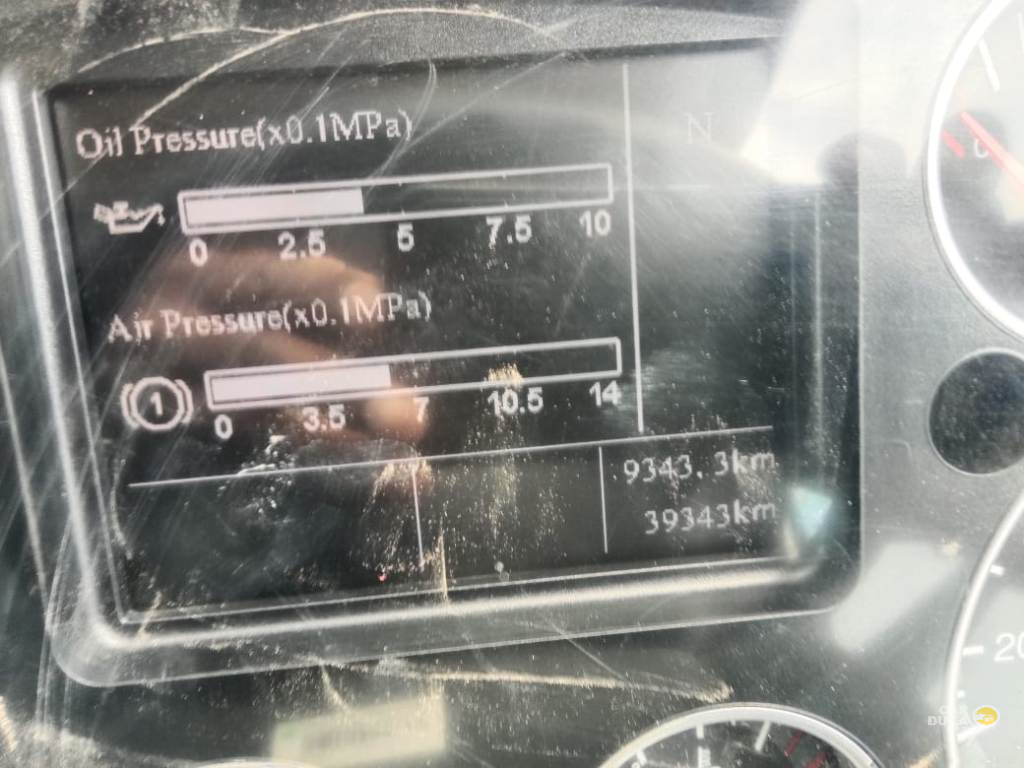 Oil Pressure(x0.1MPa)
N
0 2.5 5 7.5 10
Air Pressure(x0.1MPa)
1
0 3.5 7 10.5 14
9343.3km
39343km